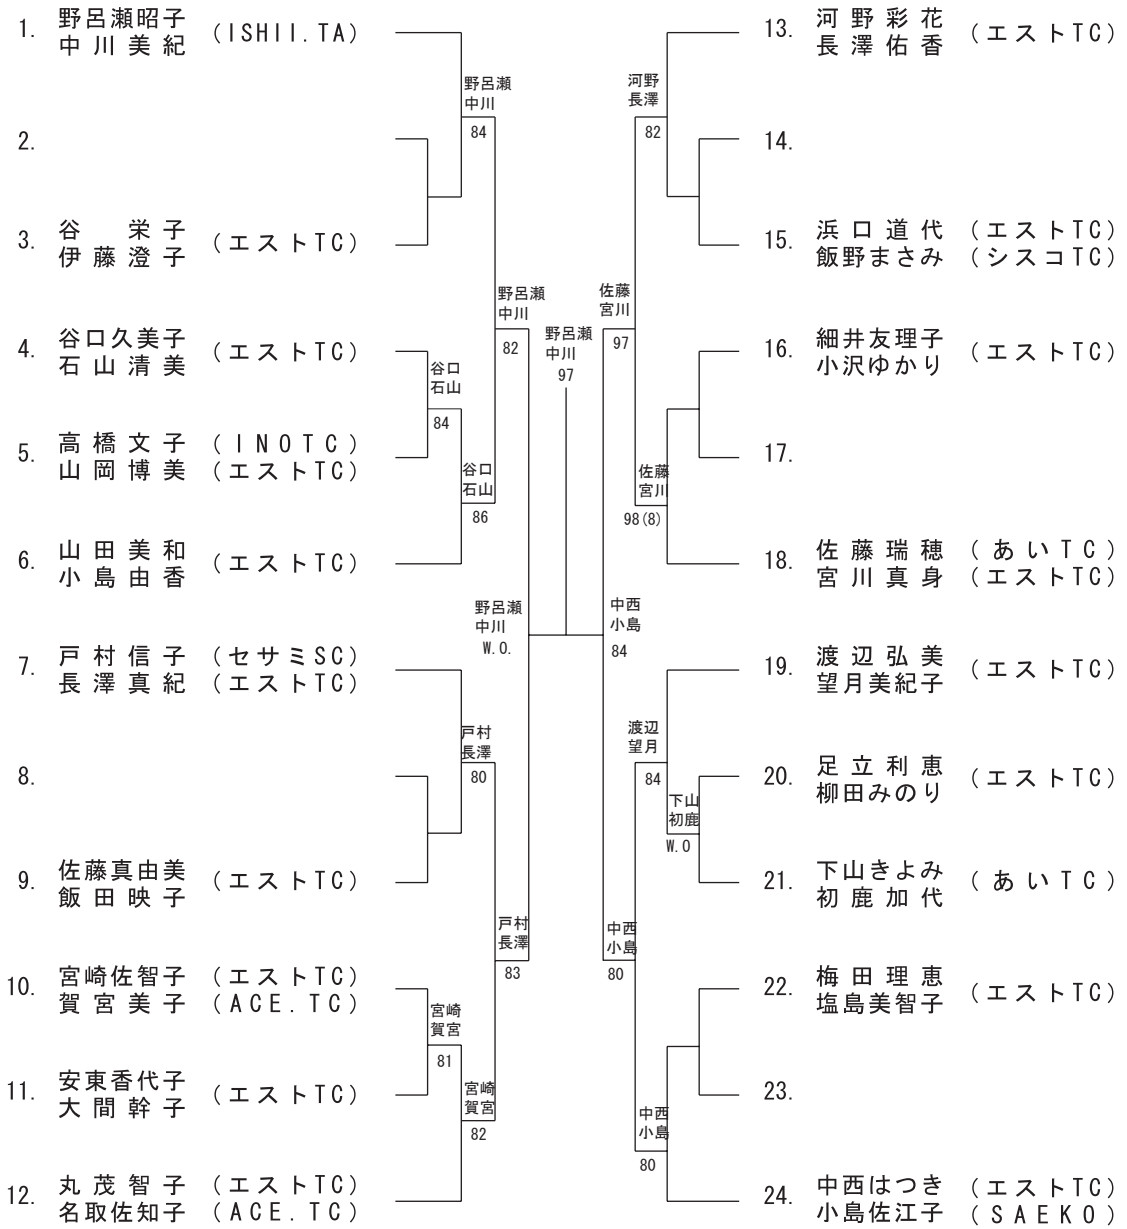 1. 野呂瀬昭子 (ISHII.TA)
中川美紀
2.
3. 谷 栄子 (エストTC)
伊藤澄子
4. 谷口久美子 (エストTC)
石山清美
5. 高橋文子 (INOTC)
山岡博美 (エストTC)
6. 山田美和 (エストTC)
小島由香
7. 戸村信子 (セサミSC)
長澤真紀 (エストTC)
8.
9. 佐藤真由美 (エストTC)
飯田映子
10. 宮崎佐智子 (エストTC)
賀宮美子 (ACE.TC)
11. 安東香代子 (エストTC)
大間幹子
12. 丸茂智子 (エストTC)
名取佐知子 (ACE.TC)
野呂瀬
中川
84
谷口
石山
84
谷口
石山
86
野呂瀬
中川
82
戸村
長澤
80
宮崎
賀宮
81
宮崎
賀宮
82
戸村
長澤
83
野呂瀬
中川
W.O.
野呂瀬
中川
97
河野
長澤
82
佐藤
宮川
97
佐藤
宮川
98(8)
中西
小島
84
渡辺
望月
84
下山
初鹿
W.O
中西
小島
80
中西
小島
80
13. 河野彩花 (エストTC)
長澤佑香
14.
15. 浜口道代 (エストTC)
飯野まさみ (シスコTC)
16. 細井友理子 (エストTC)
小沢ゆかり
17.
18. 佐藤瑞穂 (あいTC)
宮川真身 (エストTC)
19. 渡辺弘美 (エストTC)
望月美紀子
20. 足立利恵 (エストTC)
柳田みのり
21. 下山きよみ (あいTC)
初鹿加代
22. 梅田理恵 (エストTC)
塩島美智子
23.
24. 中西はつき (エストTC)
小島佐江子 (SAEKO)